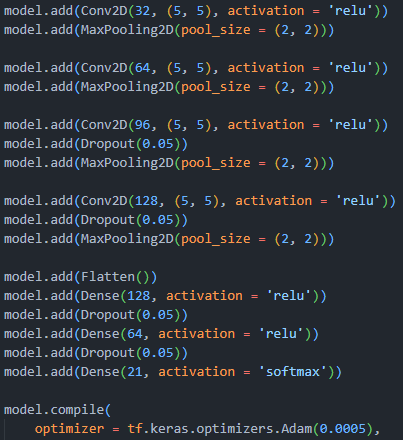 model.add(Conv2D(32, (5, 5), activation = 'relu'))
model.add(MaxPooling2D(pool_size = (2, 2)))

model.add(Conv2D(64, (5, 5), activation = 'relu'))
model.add(MaxPooling2D(pool_size = (2, 2)))

model.add(Conv2D(96, (5, 5), activation = 'relu'))
model.add(Dropout(0.05))
model.add(MaxPooling2D(pool_size = (2, 2)))

model.add(Conv2D(128, (5, 5), activation = 'relu'))
model.add(Dropout(0.05))
model.add(MaxPooling2D(pool_size = (2, 2)))

model.add(Flatten())
model.add(Dense(128, activation = 'relu'))
model.add(Dropout(0.05))
model.add(Dense(64, activation = 'relu'))
model.add(Dropout(0.05))
model.add(Dense(21, activation = 'softmax'))

model.compile(
    optimizer = tf.keras.optimizers.Adam(0.0005),